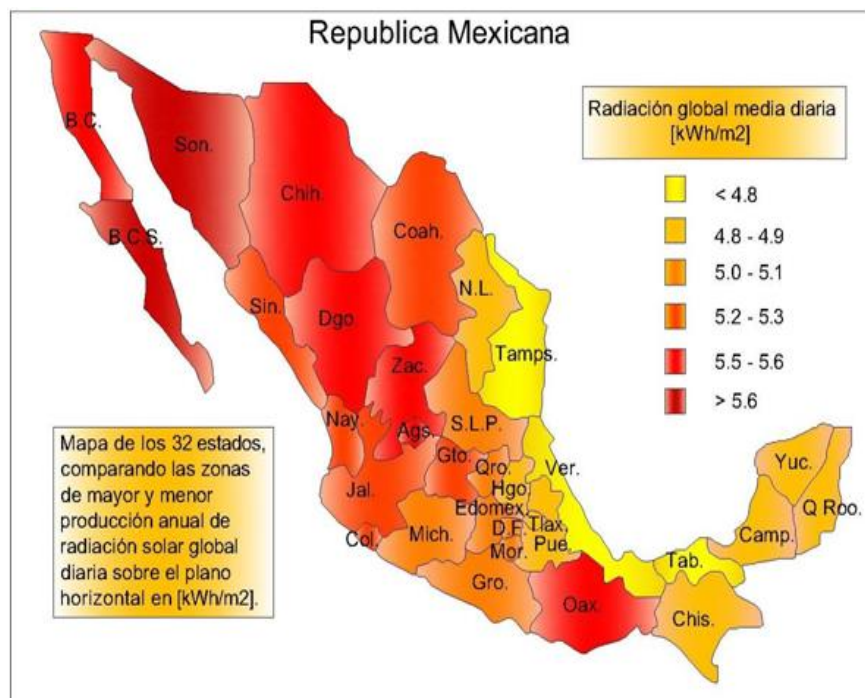 Republica Mexicana
Radiación global media diaria
[kWh/m2]
< 4.8
4.8 - 4.9
5.0 - 5.1
5.2 - 5.3
5.5 - 5.6
> 5.6
B.C.
Son.
Chih.
B.C.S.
Coah.
N.L.
Sin.
Dgo.
Tamps.
Zac.
Nay.
Ags.
S.L.P.
Gto.
Qro.
Ver.
Hgo.
Jal.
Edomex.
Tlax.
D.F.
Col.
Mich.
Mor.
Pue.
Gro.
Oax.
Tab.
Chis.
Camp.
Yuc.
Q Roo.
Mapa de los 32 estados,
comparando las zonas
de mayor y menor
producción anual de
radiación solar global
diaria sobre el plano
horizontal en [kWh/m2].